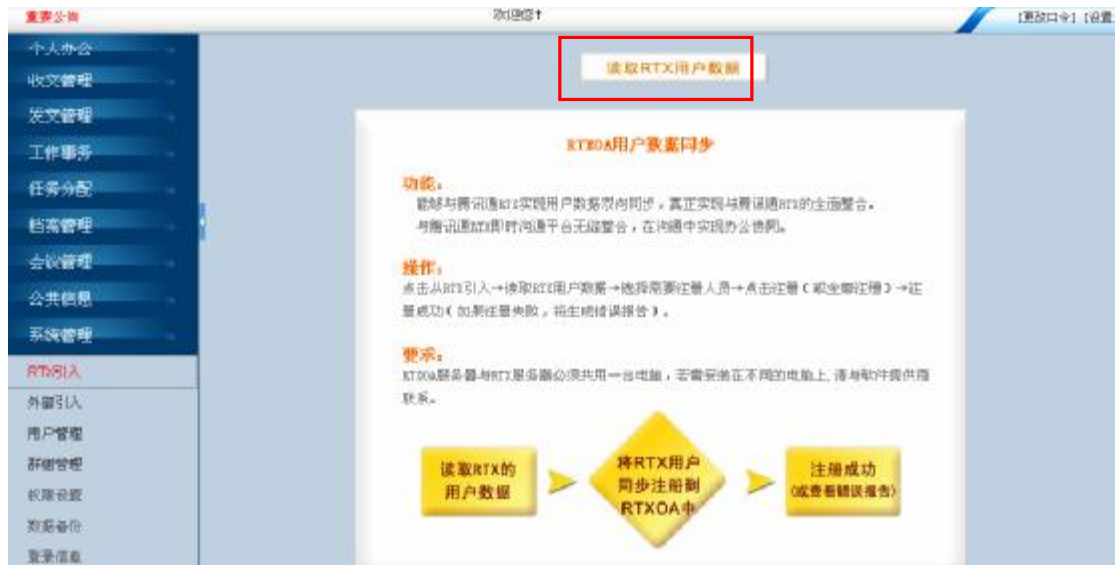 重要公告
欢迎您!
[更改口令] [设置
个人办公
收文管理
发文管理
工作事务
任务分配
档案管理
会议管理
公共信息
系统管理
RTX引入
外部引入
用户管理
群组管理
权限设置
数据备份
登录信息
读取RTX用户数据
RTXOA用户数据同步
功能:
能够与腾讯通RTX实现用户数据双向同步,真正实现与腾讯通RTX的全面整合。
与腾讯通RTX即时沟通平台无缝整合,在沟通中实现办公协同。
操作:
点击从RTX引入→读取RTX用户数据→选择需要注册人员→点击注册(或全部注册)→注
册成功(如果注册失败,将生成错误报告)。
要求:
RTXOA服务器与RTX服务器必须共用一台电脑,若需安装在不同的电脑上,请与软件提供商
联系。
读取RTX的
用户数据
将RTX用户
同步注册到
RTXOA中
注册成功
(或查看错误报告)